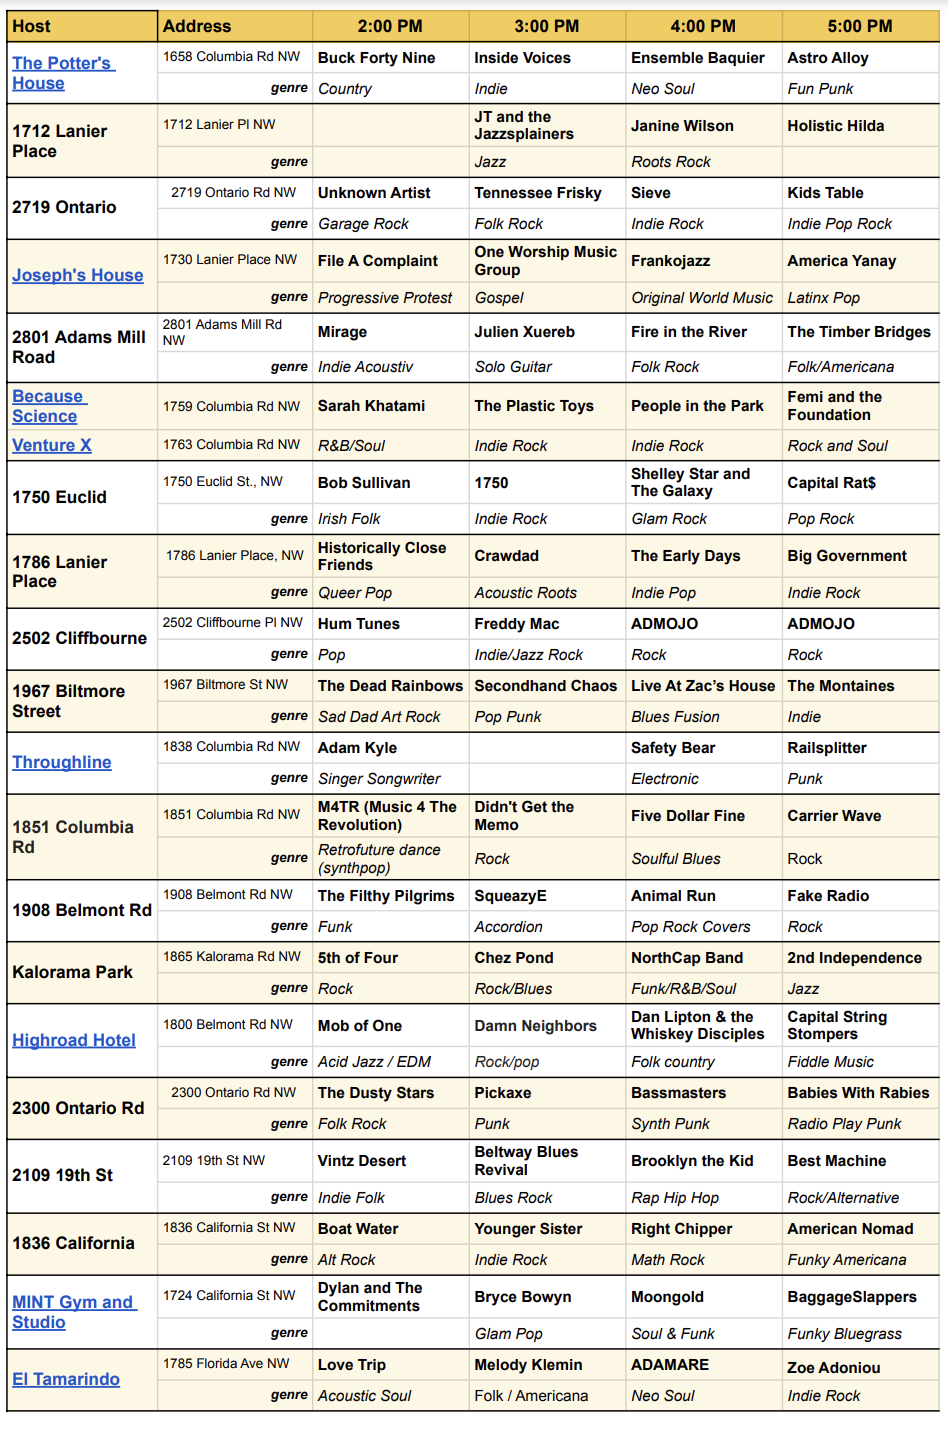 Host Address 2:00 PM 3:00 PM 4:00 PM 5:00 PM
The Potter's House 1658 Columbia Rd NW Buck Forty Nine Inside Voices Ensemble Baquier Astro Alloy
genre Country Indie Neo Soul Fun Punk
1712 Lanier Place 1712 Lanier Pl NW JT and the Jazzsplainers Janine Wilson Holistic Hilda
genre Jazz Roots Rock
2719 Ontario 2719 Ontario Rd NW Unknown Artist Tennessee Frisky Sieve Kids Table
genre Garage Rock Folk Rock Indie Rock Indie Pop Rock
Joseph's House 1730 Lanier Place NW File A Complaint One Worship Music Group Frankojazz America Yanay
genre Progressive Protest Gospel Original World Music Latinx Pop
2801 Adams Mill Road 2801 Adams Mill Rd NW Mirage Julien Xuereb Fire in the River The Timber Bridges
genre Indie Acoustiv Solo Guitar Folk Rock Folk/Americana
Because Science 1759 Columbia Rd NW Sarah Khatami The Plastic Toys People in the Park Femi and the Foundation
Venture X 1763 Columbia Rd NW R&B/Soul Indie Rock Indie Rock Rock and Soul
1750 Euclid 1750 Euclid St., NW Bob Sullivan 1750 Shelley Star and The Galaxy Capital Rat$
genre Irish Folk Indie Rock Glam Rock Pop Rock
1786 Lanier Place 1786 Lanier Place, NW Historically Close Friends Crawdad The Early Days Big Government
genre Queer Pop Acoustic Roots Indie Pop Indie Rock
2502 Cliffbourne 2502 Cliffbourne Pl NW Hum Tunes Freddy Mac ADMOJO ADMOJO
genre Pop Indie/Jazz Rock Rock Rock
1967 Biltmore Street 1967 Biltmore St NW The Dead Rainbows Secondhand Chaos Live At Zac's House The Montaines
genre Sad Dad Art Rock Pop Punk Blues Fusion Indie
Throughline 1838 Columbia Rd NW Adam Kyle Safety Bear Railsplitter
genre Singer Songwriter Electronic Punk
1851 Columbia Rd 1851 Columbia Rd NW M4TR (Music 4 The Revolution) Didn't Get the Memo Five Dollar Fine Carrier Wave
genre Retrofuture dance (synthpop) Rock Soulful Blues Rock
1908 Belmont Rd 1908 Belmont Rd NW The Filthy Pilgrims SqueazyE Animal Run Fake Radio
genre Funk Accordion Pop Rock Covers Rock
Kalorama Park 1865 Kalorama Rd NW 5th of Four Chez Pond NorthCap Band 2nd Independence
genre Rock Rock/Blues Funk/R&B/Soul Jazz
Highroad Hotel 1800 Belmont Rd NW Mob of One Damn Neighbors Dan Lipton & the Whiskey Disciples Capital String Stompers
genre Acid Jazz / EDM Rock/pop Folk country Fiddle Music
2300 Ontario Rd 2300 Ontario Rd NW The Dusty Stars Pickaxe Bassmasters Babies With Rabies
genre Folk Rock Punk Synth Punk Radio Play Punk
2109 19th St 2109 19th St NW Vintz Desert Beltway Blues Revival Brooklyn the Kid Best Machine
genre Indie Folk Blues Rock Rap Hip Hop Rock/Alternative
1836 California 1836 California St NW Boat Water Younger Sister Right Chipper American Nomad
genre Alt Rock Indie Rock Math Rock Funky Americana
MINT Gym and Studio 1724 California St NW Dylan and The Commitments Bryce Bowyn Moongold BaggageSlappers
genre Glam Pop Soul & Funk Funky Bluegrass
El Tamarindo 1785 Florida Ave NW Love Trip Melody Klemin ADAMARE Zoe Adoniou
genre Acoustic Soul Folk / Americana Neo Soul Indie Rock